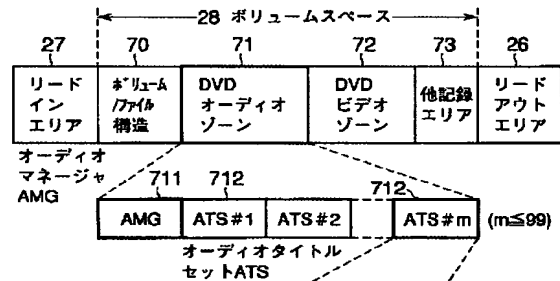 28 ボリュームスペース
27 70 71 72 73 26
リード
イン
エリア
ボリューム
/ファイル
構造
DVD
オーディオ
ゾーン
DVD
ビデオ
ゾーン
他記録
エリア
リード
アウト
エリア
オーディオ
マネージャ
AMG
711 712 712
AMG ATS#1 ATS#2 ATS#m (m≦99)
オーディオタイトル
セットATS